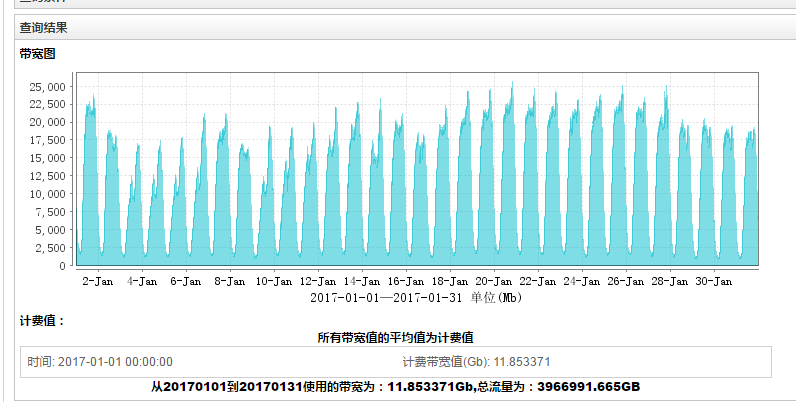 查询结果
带宽图
25,000
22,500
20,000
17,500
15,000
12,500
10,000
7,500
5,000
2,500
0
2-Jan 4-Jan 6-Jan 8-Jan 10-Jan 12-Jan 14-Jan 16-Jan 18-Jan 20-Jan 22-Jan 24-Jan 26-Jan 28-Jan 30-Jan
2017-01-01—2017-01-31 单位(Mb)
计费值：
所有带宽值的平均值为计费值
时间: 2017-01-01 00:00:00 计费带宽值(Gb): 11.853371
从20170101到20170131使用的带宽为：11.853371Gb,总流量为：3966991.665GB